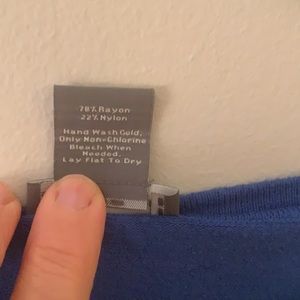 78% Rayon
22% Nylon
Hand Wash Cold,
Only Non-Chlorine
Bleach When
Needed,
Lay Flat To Dry